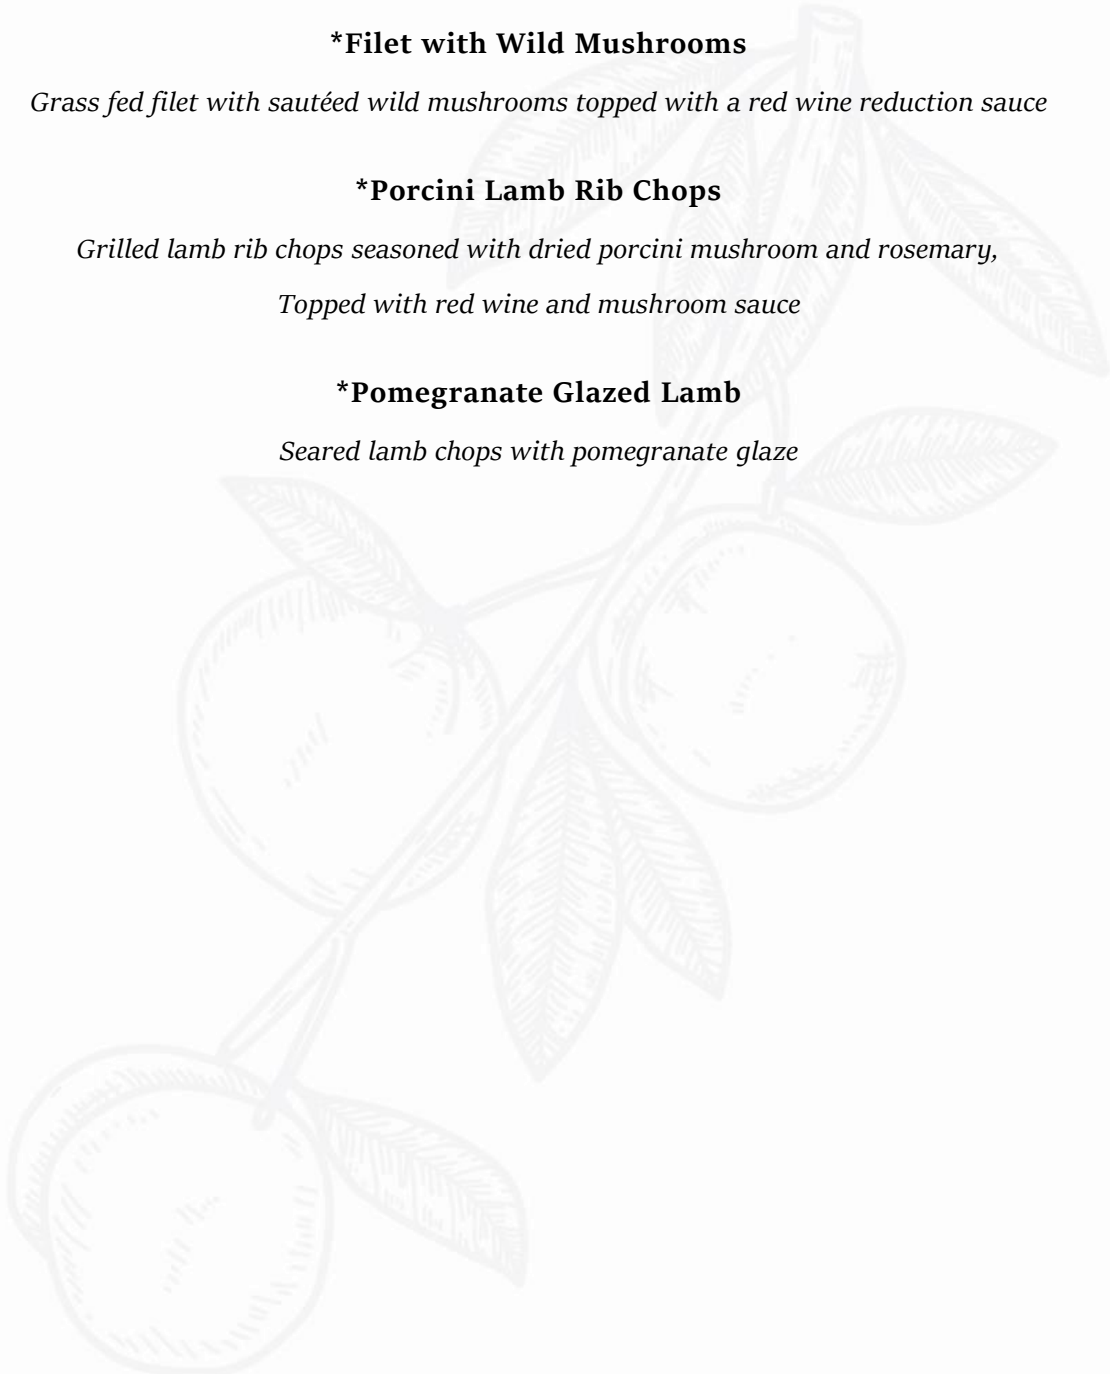 *Filet with Wild Mushrooms
Grass fed filet with sautéed wild mushrooms topped with a red wine reduction sauce
*Porcini Lamb Rib Chops
Grilled lamb rib chops seasoned with dried porcini mushroom and rosemary,
Topped with red wine and mushroom sauce
*Pomegranate Glazed Lamb
Seared lamb chops with pomegranate glaze